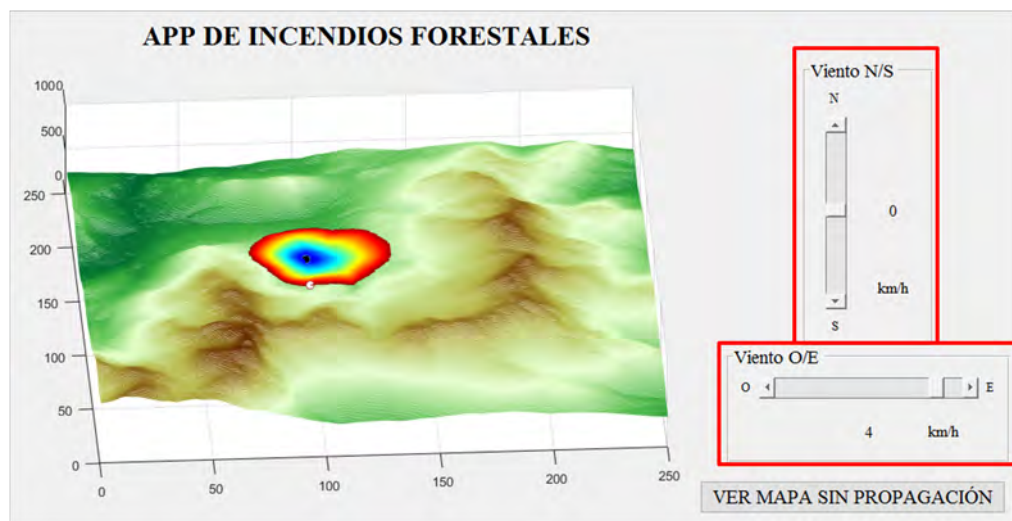 APP DE INCENDIOS FORESTALES
1000
500
0
250
200
150
100
50
0
0
50
100
150
200
250
Viento N/S
N
0
km/h
S
Viento O/E
O
E
4 km/h
VER MAPA SIN PROPAGACIÓN